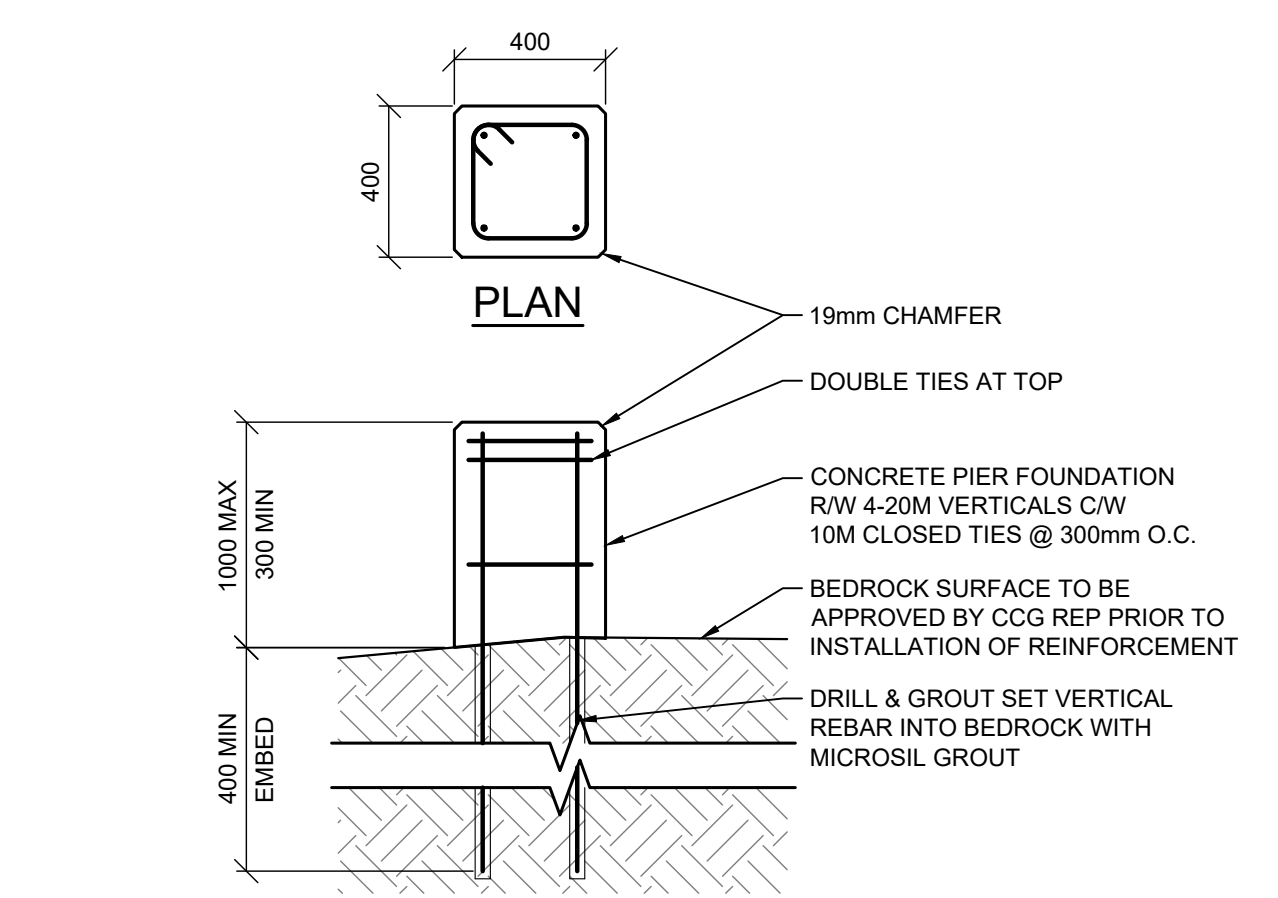 400
400
PLAN
19mm CHAMFER
DOUBLE TIES AT TOP
CONCRETE PIER FOUNDATION
R/W 4-20M VERTICALS C/W
10M CLOSED TIES @ 300mm O.C.
1000 MAX
300 MIN
BEDROCK SURFACE TO BE
APPROVED BY CCG REP PRIOR TO
INSTALLATION OF REINFORCEMENT
DRILL & GROUT SET VERTICAL
REBAR INTO BEDROCK WITH
MICROSIL GROUT
400 MIN
EMBED